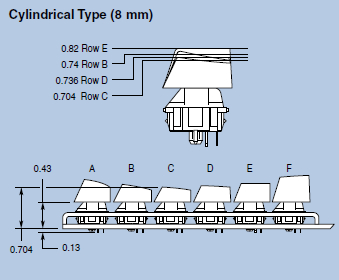 Cylindrical Type (8 mm)
0.82 Row E
0.74 Row B
0.736 Row D
0.704 Row C
0.43 A B C D E F
0.704 0.13